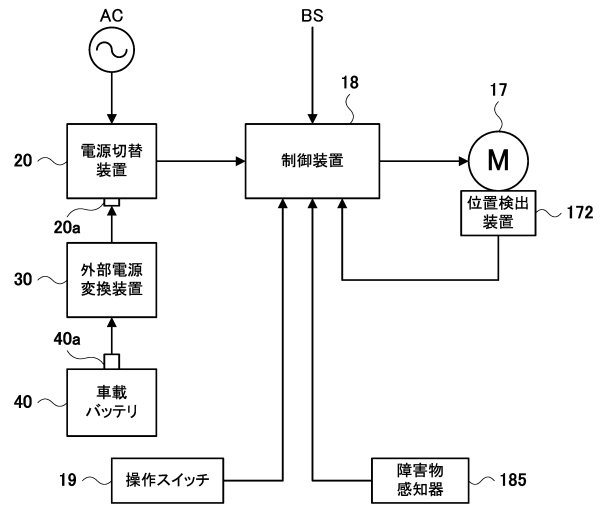 AC
BS
18
17
20
電源切替
装置
制御装置
M
20a
位置検出
装置
172
30
外部電源
変換装置
40a
40
車載
バッテリ
19
操作スイッチ
障害物
感知器
185